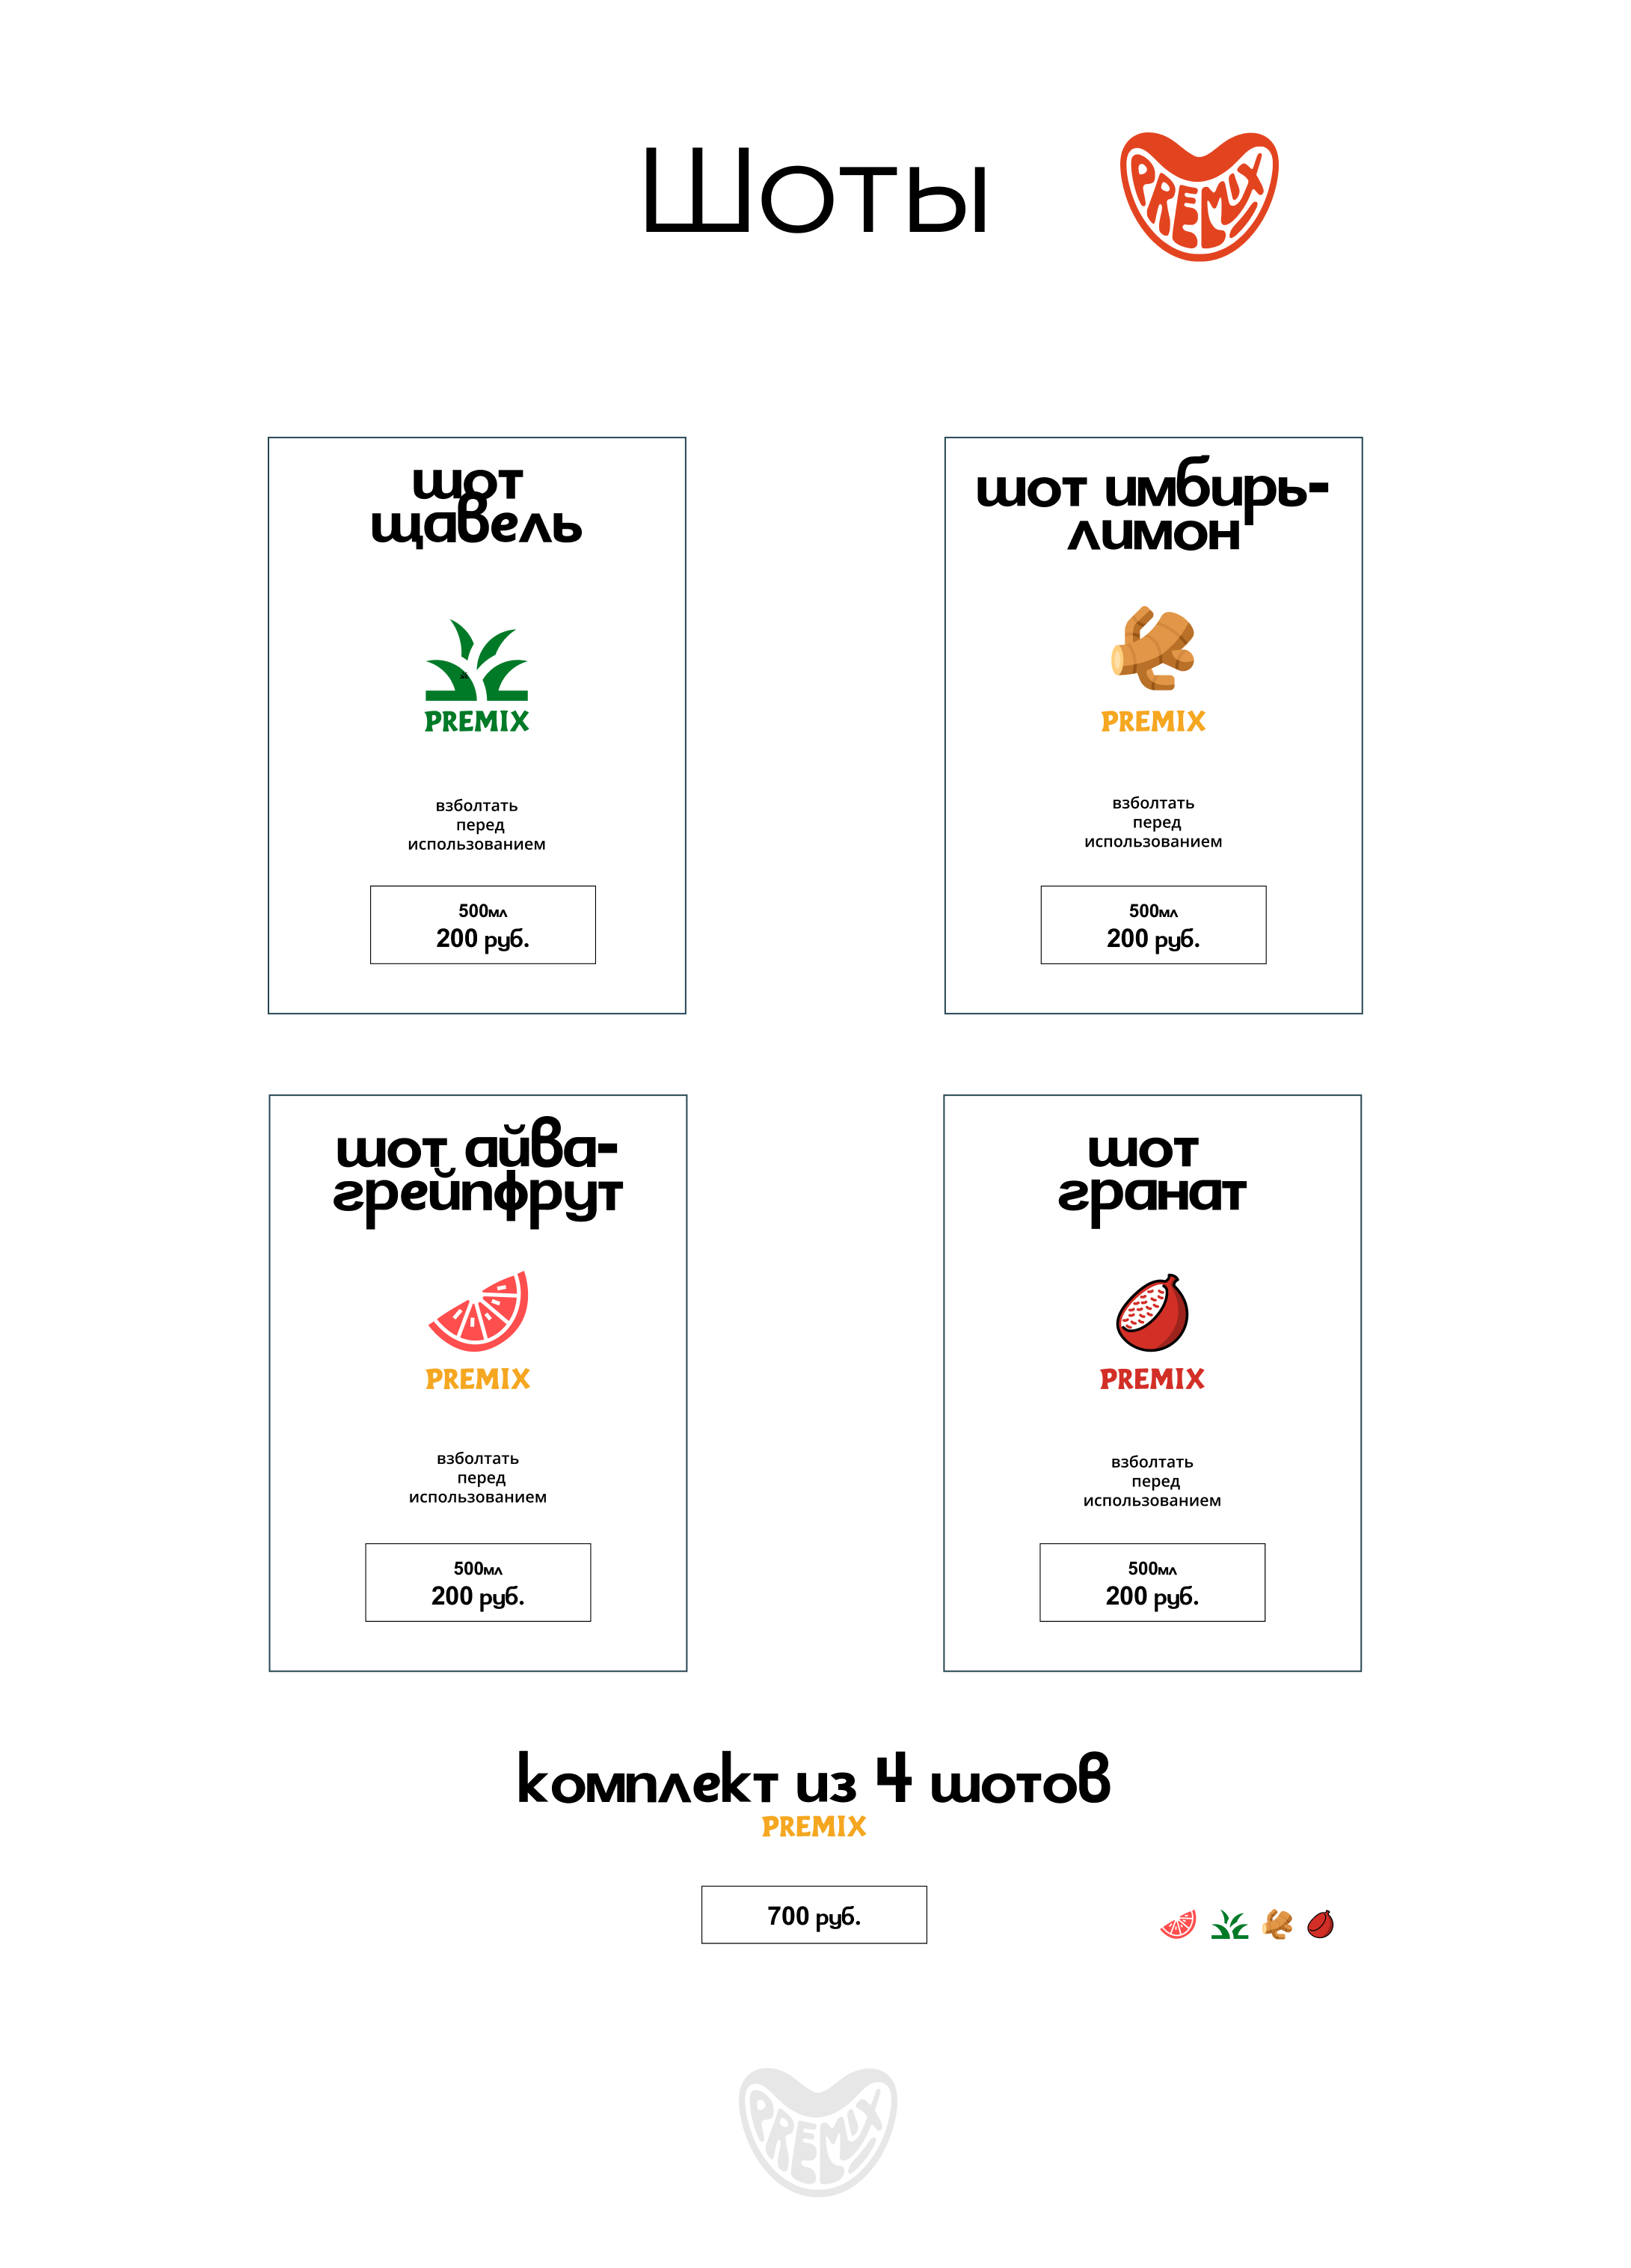 Шоты
PREMIX
шот
щавель
PREMIX
взболтать
перед
использованием
500мл
200 руб.
шот имбирь-
лимон
PREMIX
взболтать
перед
использованием
500мл
200 руб.
шот айва-
грейпфрут
PREMIX
взболтать
перед
использованием
500мл
200 руб.
шот
гранат
PREMIX
взболтать
перед
использованием
500мл
200 руб.
комплект из 4 шотов
PREMIX
700 руб.
PREMIX